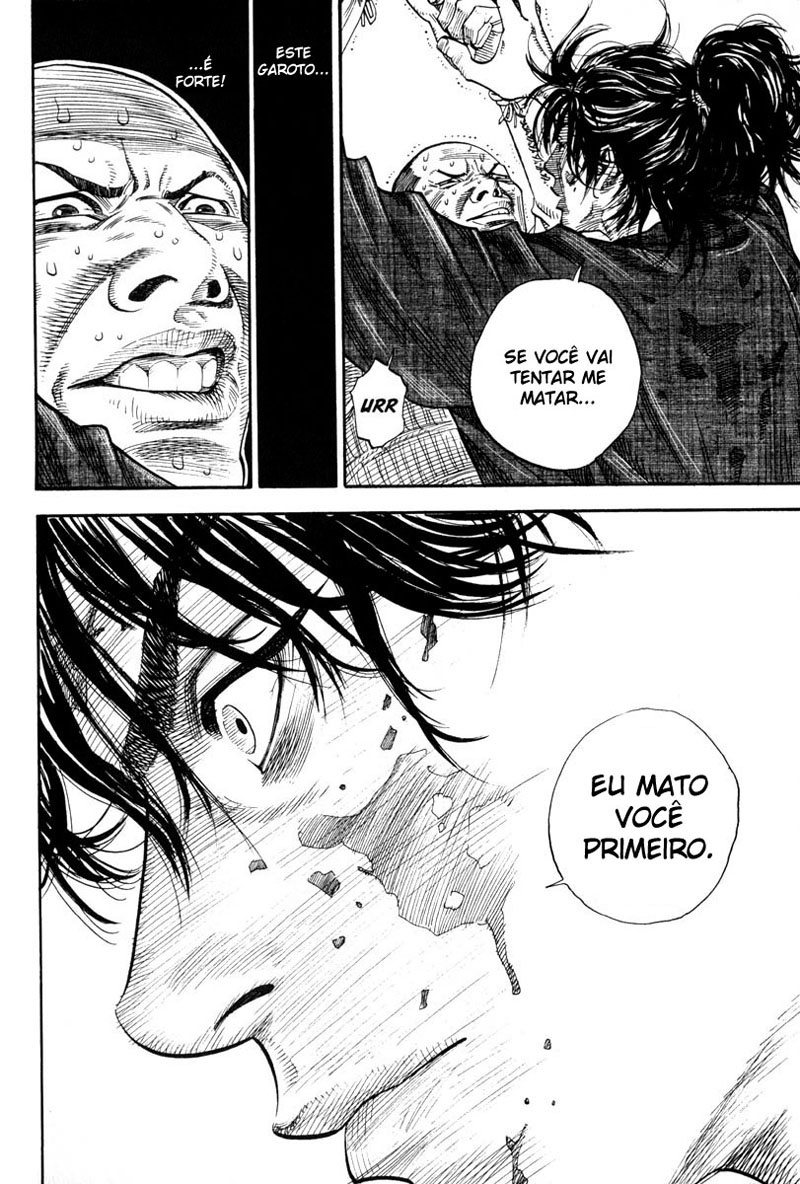 SE VOCÊ VAI
TENTAR ME
MATAR...
URR
ESTE
GAROTO...
...É
FORTE!
EU MATO
VOCÊ
PRIMEIRO.